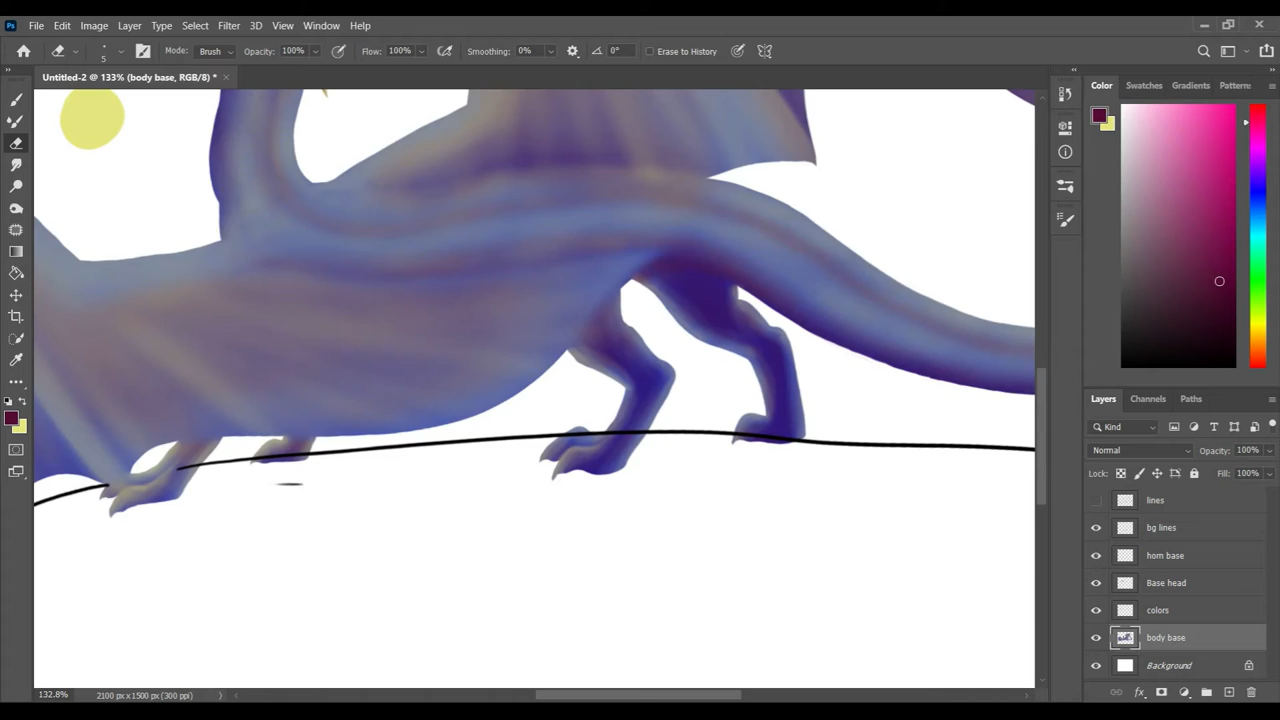 Ps File Edit Image Layer Type Select Filter 3D View Window Help
5 Mode: Brush Opacity: 100% Flow: 100% Smoothing: 0% 0° Erase to History
Untitled-2 @ 133% (body base, RGB/8) *
Color Swatches Gradients Patterns
Layers Channels Paths
Kind
Normal Opacity: 100%
Lock: Fill: 100%
lines
bg lines
horn base
Base head
colors
body base
Background
132.8% 2100 px x 1500 px (300 ppi)